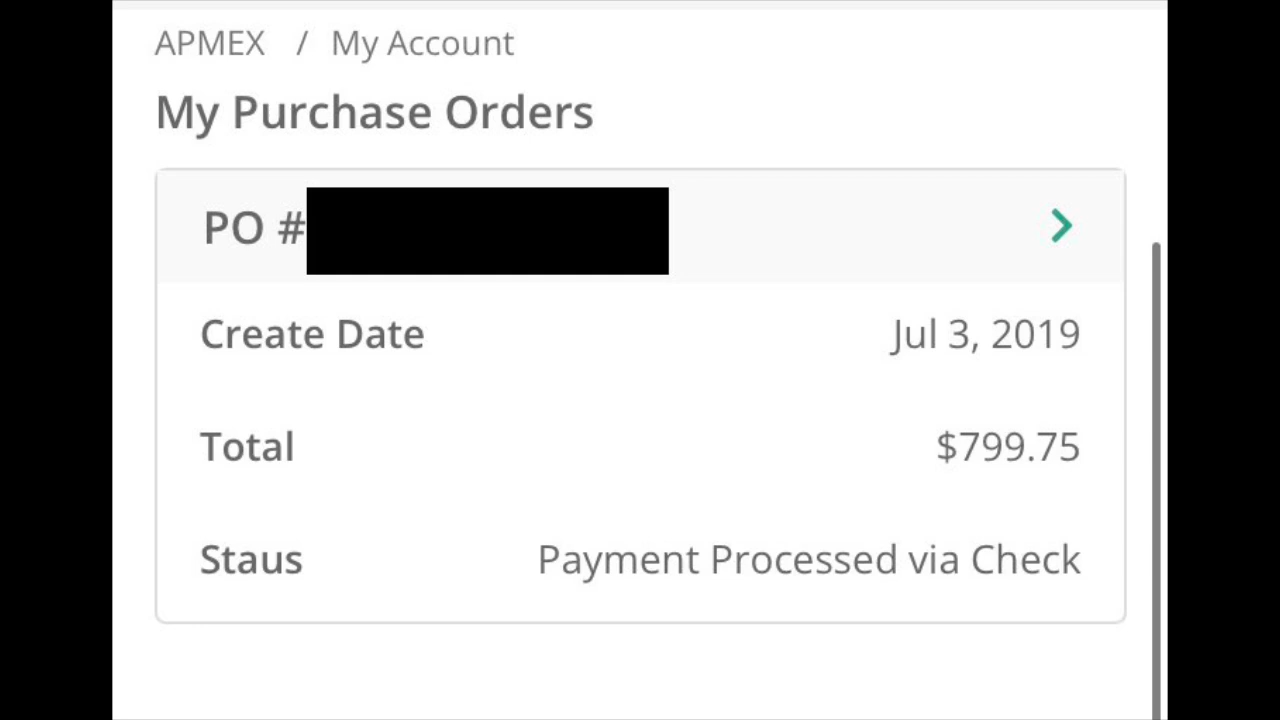 APMEX / My Account
My Purchase Orders
PO #
Create Date Jul 3, 2019
Total $799.75
Staus Payment Processed via Check